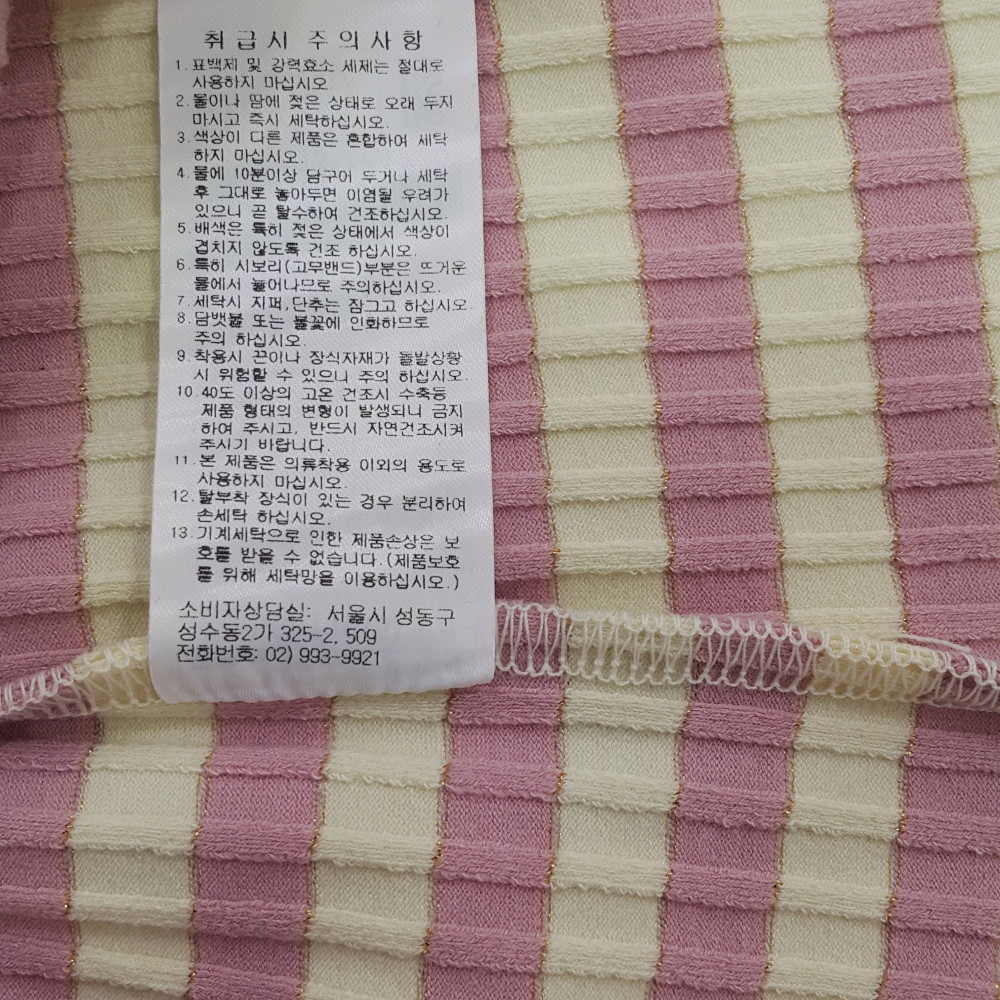 취급시 주의사항
1. 표백제 및 강력효소 세제는 절대로
사용하지 마십시오
2. 물이나 땀에 젖은 상태로 오래 두지
마시고 즉시 세탁하십시오.
3. 색상이 다른 제품은 혼합하여 세탁
하지 마십시오.
4. 물에 10분이상 담구어 두거나 세탁
후 그대로 놓아두면 이염될 우려가
있으니 곧 탈수하여 건조하십시오.
5. 배색은 특히 젖은 상태에서 색상이
겹치지 않도록 건조 하십시오.
6. 특히 시보리(고무밴드)부분은 뜨거운
물에서 늘어나므로 주의하십시오.
7. 세탁시 지퍼,단추는 잠그고 하십시오.
8. 담뱃불 또는 불꽃에 인화하므로
주의 하십시오.
9. 착용시 끈이나 장식자재가 돌발상황
시 위험할 수 있으니 주의 하십시오.
10. 40도 이상의 고온 건조시 수축등
제품 형태의 변형이 발생되니 금지
하여 주시고, 반드시 자연건조시켜
주시기 바랍니다.
11. 본 제품은 의류착용 이외의 용도로
사용하지 마십시오.
12. 탈부착 장식이 있는 경우 분리하여
손세탁 하십시오.
13. 기계세탁으로 인한 제품손상은 보
호를 받을 수 없습니다.(제품보호
를 위해 세탁망을 이용하십시오.)
소비자상담실: 서울시 성동구
성수동2가 325-2. 509
전화번호: 02) 993-9921